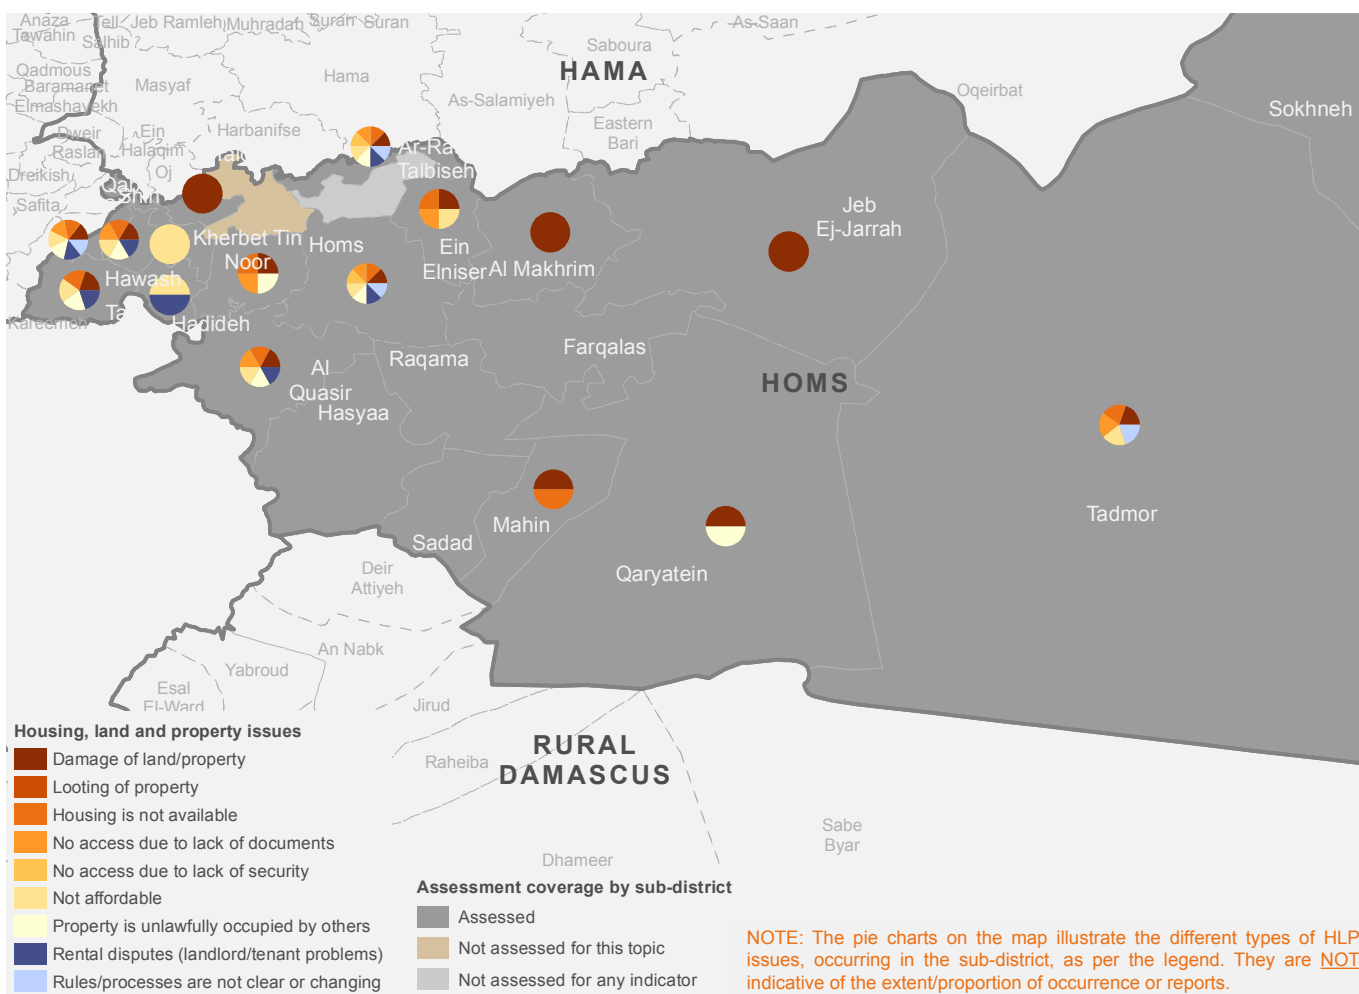 Anaza
Tell
Jeb Ramleh
Muhradah
Suran
Suran
As-Saan
Tawahin
Salhib
Saboura
HAMA
Qadmous
Masyaf
Hama
Baramanet
Oqeirbat
As-Salamiyeh
Elmashayekh
Sokhneh
Dweir
Ein
Harbanifse
Eastern
Bari
Raslan
Halaqim
Oj
Ar-Ra
Talbiseh
Dreikish
Qa
Shin
Safita
Jeb
Ej-Jarrah
Kherbet Tin
Noor
Homs
Ein
Elniser
Al Makhrim
Hawash
Ta
Hadideh
Kareemeh
Farqalas
Raqama
Al
Quasir
HOMS
Hasyaa
Tadmor
Mahin
Sadad
Qaryatein
Deir
Attiyeh
An Nabk
Yabroud
Esal
El-Ward
Jirud
Housing, land and property issues
RURAL
DAMASCUS
Raheiba
Damage of land/property
Looting of property
Housing is not available
No access due to lack of documents
No access due to lack of security
Not affordable
Property is unlawfully occupied by others
Rental disputes (landlord/tenant problems)
Rules/processes are not clear or changing
Sabe
Byar
Dhameer
Assessment coverage by sub-district
Assessed
Not assessed for this topic
Not assessed for any indicator
NOTE: The pie charts on the map illustrate the different types of HLP
issues, occurring in the sub-district, as per the legend. They are NOT
indicative of the extent/proportion of occurrence or reports.